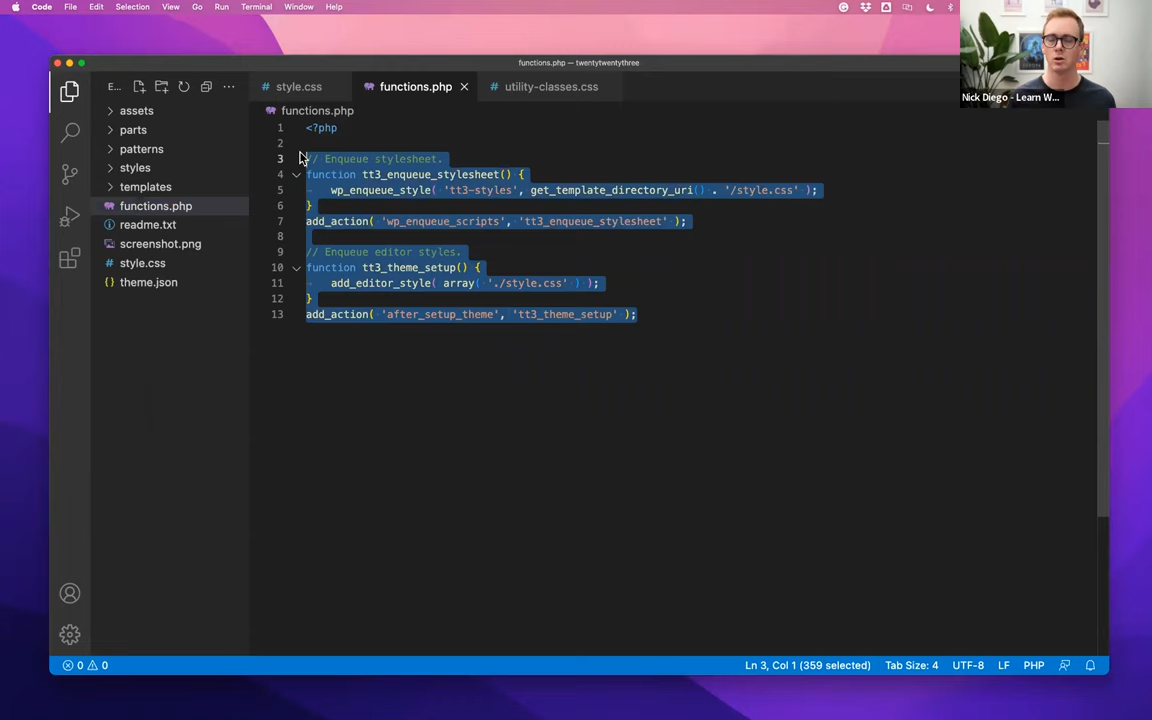 Code File Edit Selection View Go Run Terminal Window Help
functions.php — twentytwentythree
E... style.css functions.php utility-classes.css
Nick Diego - Learn W...
functions.php
assets
parts
patterns
styles
templates
functions.php
readme.txt
screenshot.png
style.css
theme.json
1 <?php
2
3 // Enqueue stylesheet.
4 function tt3_enqueue_stylesheet() {
5 wp_enqueue_style( 'tt3-styles', get_template_directory_uri() . '/style.css' );
6 }
7 add_action( 'wp_enqueue_scripts', 'tt3_enqueue_stylesheet' );
8
9 // Enqueue editor styles.
10 function tt3_theme_setup() {
11 add_editor_style( array( './style.css' ) );
12 }
13 add_action( 'after_setup_theme', 'tt3_theme_setup' );
0 0 Ln 3, Col 1 (359 selected) Tab Size: 4 UTF-8 LF PHP